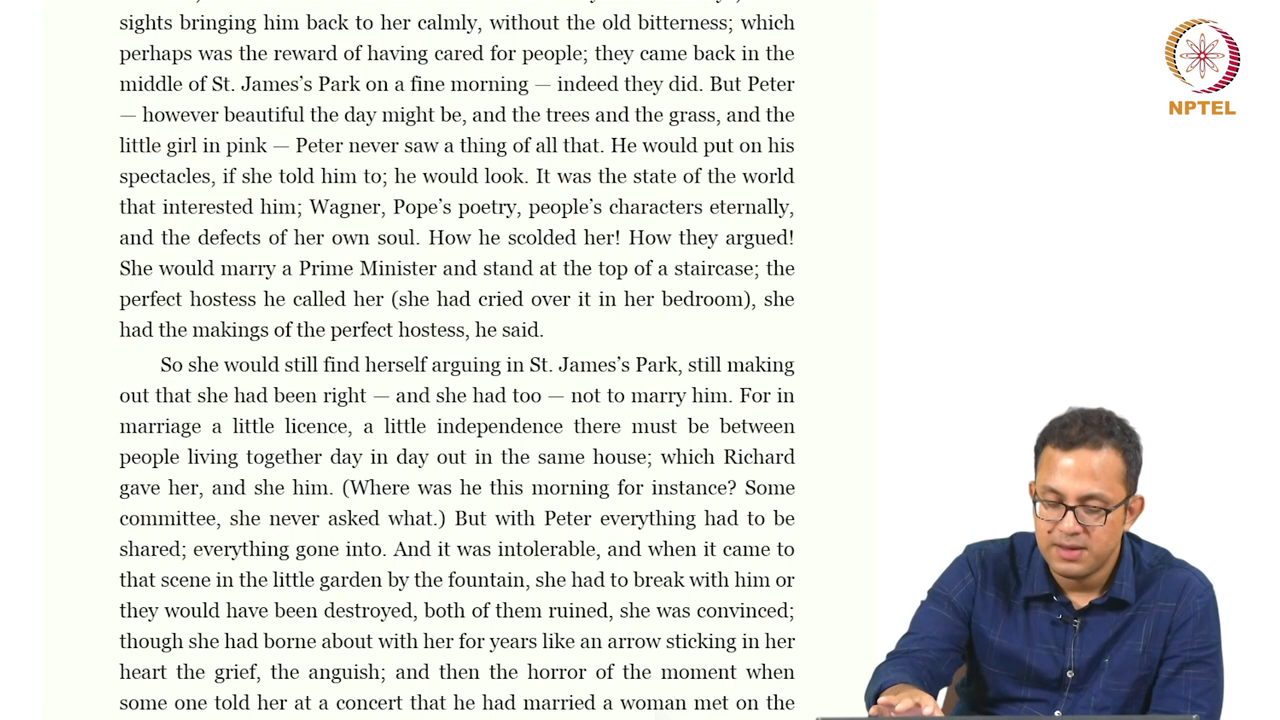 sights bringing him back to her calmly, without the old bitterness; which
perhaps was the reward of having cared for people; they came back in the
middle of St. James’s Park on a fine morning — indeed they did. But Peter
— however beautiful the day might be, and the trees and the grass, and the
little girl in pink — Peter never saw a thing of all that. He would put on his
spectacles, if she told him to; he would look. It was the state of the world
that interested him; Wagner, Pope’s poetry, people’s characters eternally,
and the defects of her own soul. How he scolded her! How they argued!
She would marry a Prime Minister and stand at the top of a staircase; the
perfect hostess he called her (she had cried over it in her bedroom), she
had the makings of the perfect hostess, he said.
So she would still find herself arguing in St. James’s Park, still making
out that she had been right — and she had too — not to marry him. For in
marriage a little licence, a little independence there must be between
people living together day in day out in the same house; which Richard
gave her, and she him. (Where was he this morning for instance? Some
committee, she never asked what.) But with Peter everything had to be
shared; everything gone into. And it was intolerable, and when it came to
that scene in the little garden by the fountain, she had to break with him or
they would have been destroyed, both of them ruined, she was convinced;
though she had borne about with her for years like an arrow sticking in her
heart the grief, the anguish; and then the horror of the moment when
some one told her at a concert that he had married a woman met on the
NPTEL